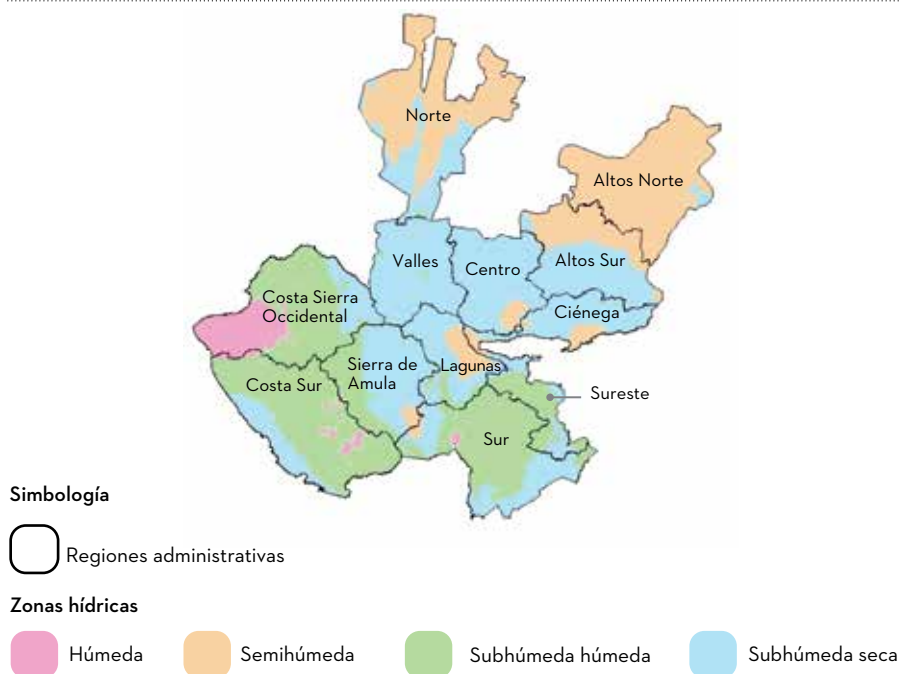 Norte
Altos Norte
Valles
Centro
Altos Sur
Costa Sierra
Occidental
Ciénega
Sierra de
Amula
Lagunas
Costa Sur
Sureste
Sur
Simbología
Regiones administrativas
Zonas hídricas
Húmeda
Semihúmeda
Subhúmeda húmeda
Subhúmeda seca